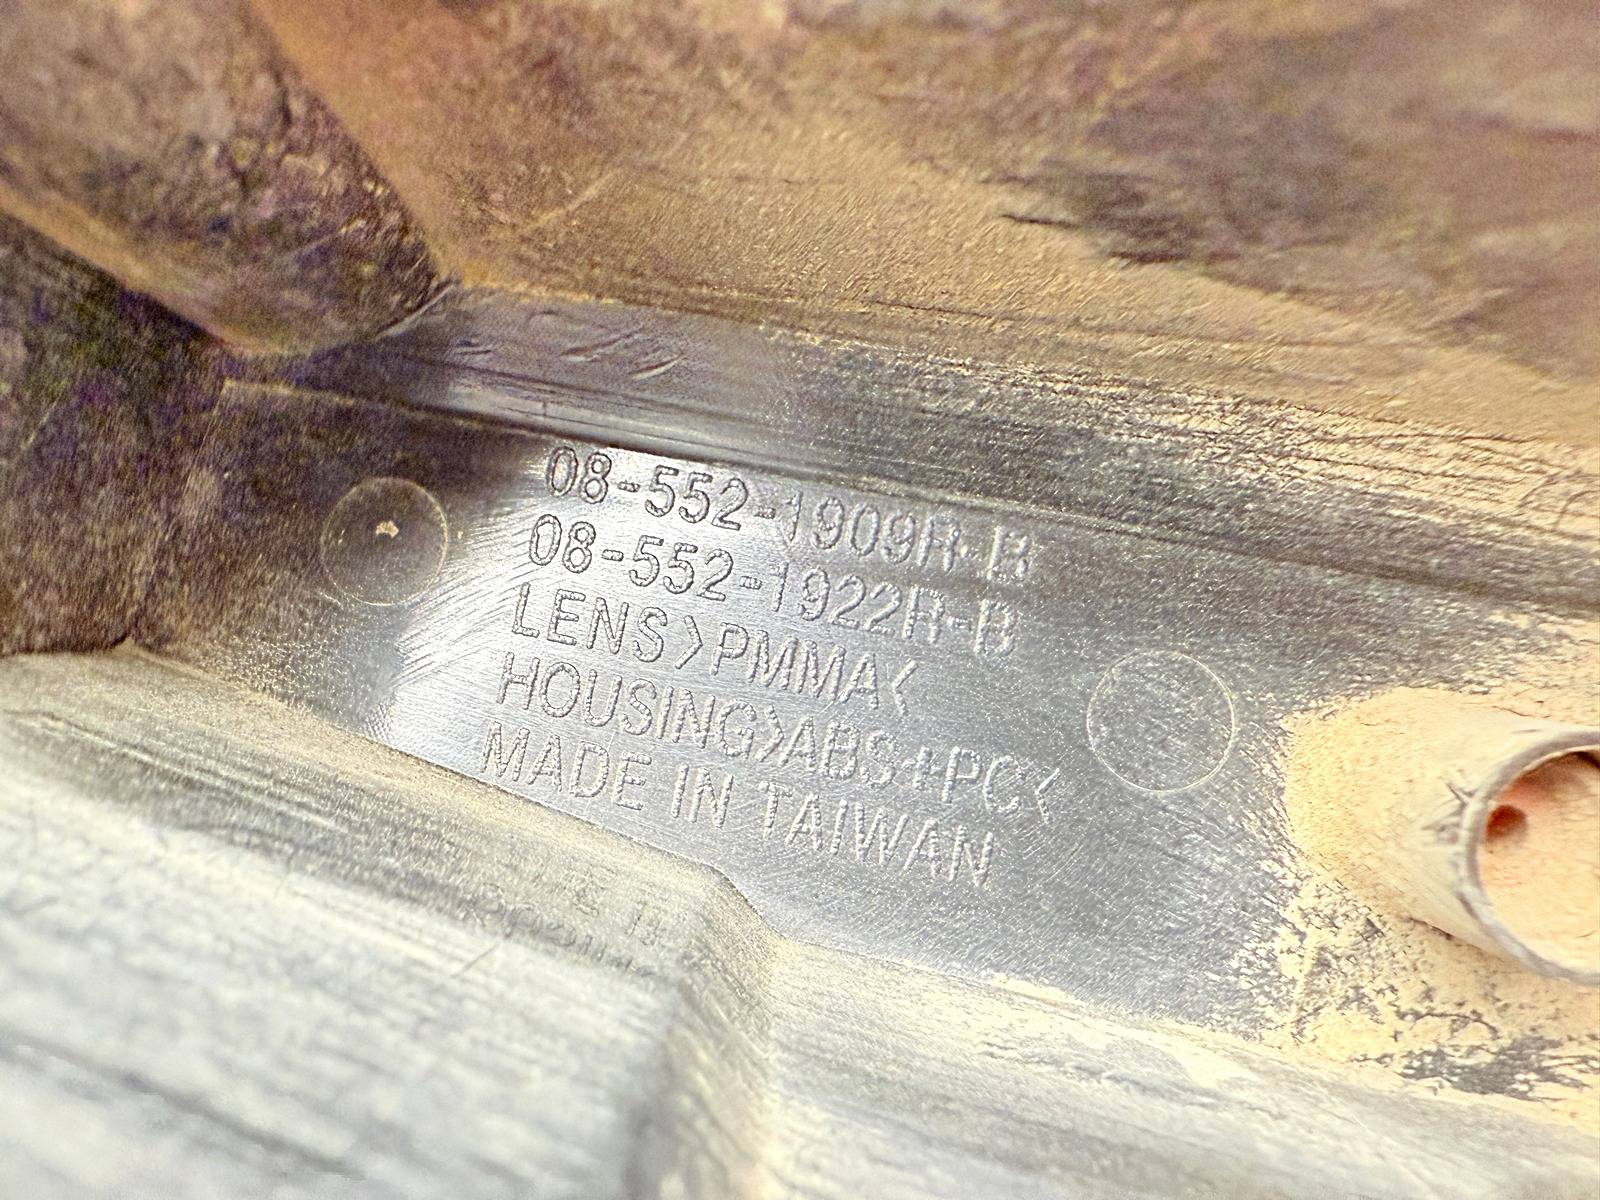 08-552-1909R-B
08-552-1922R-B
LENS>PMMA<
HOUSING>ABS+PC<
MADE IN TAIWAN